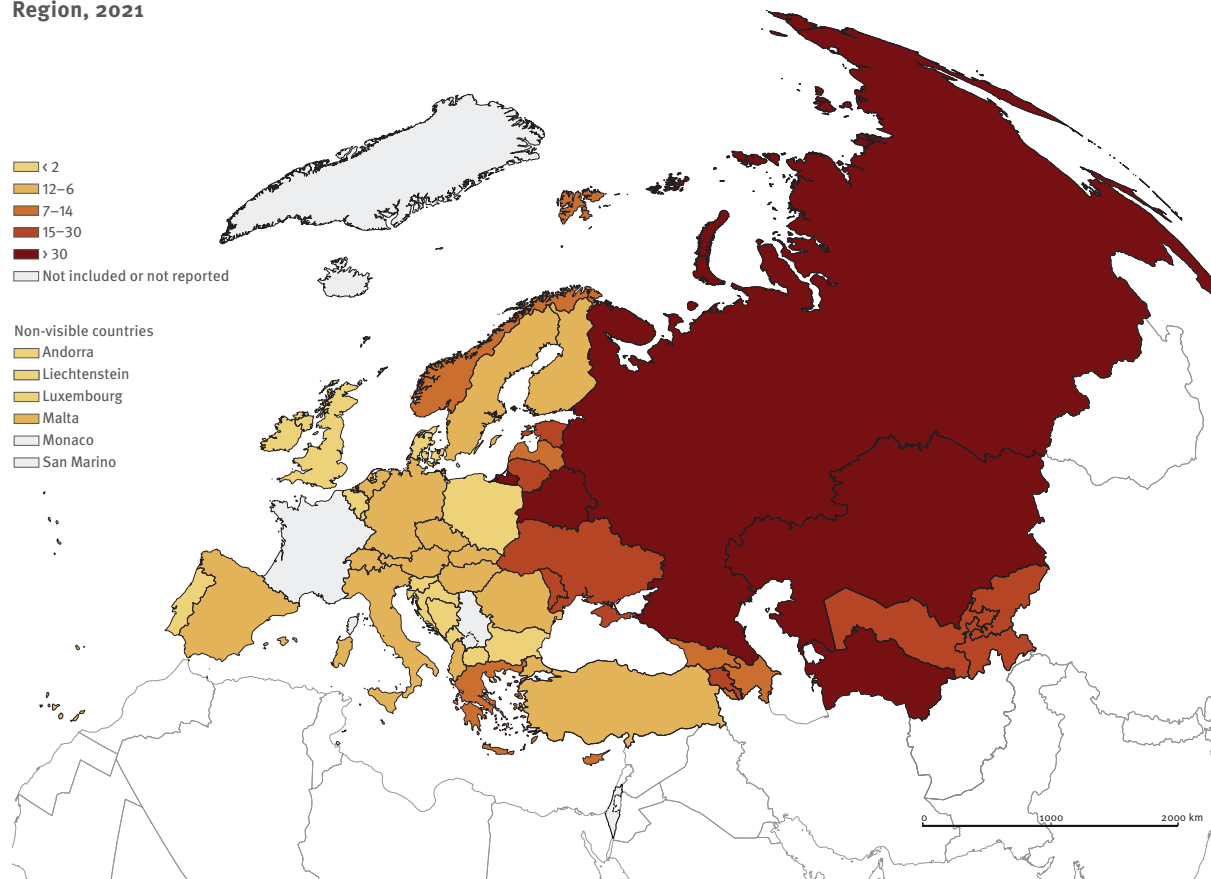 Region, 2021
< 2
12–6
7–14
15–30
> 30
Not included or not reported
Non-visible countries
Andorra
Liechtenstein
Luxembourg
Malta
Monaco
San Marino
0 1000 2000 km